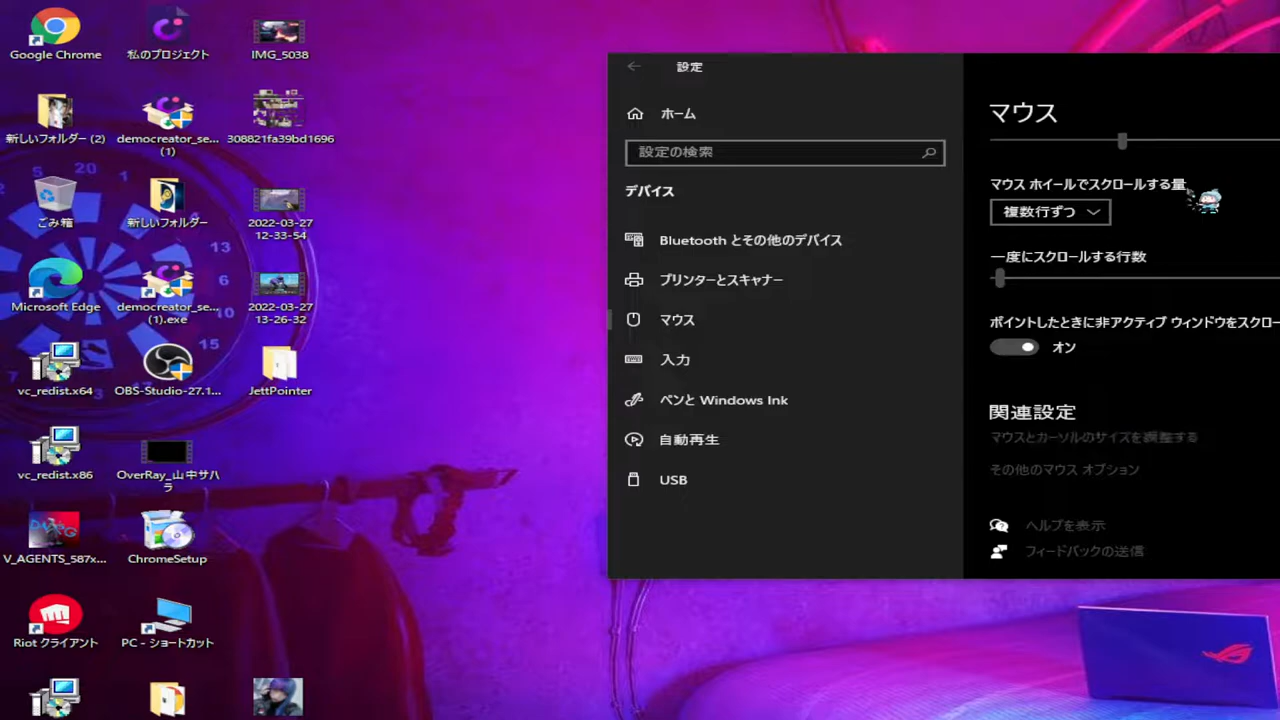 Google Chrome
私のプロジェクト
IMG_5038
新しいフォルダー (2)
democreator_se...
(1)
308821fa39bd1696
ごみ箱
新しいフォルダー
2022-03-27
12-33-54
Microsoft Edge
democreator_se...
(1).exe
2022-03-27
13-26-32
vc_redist.x64
OBS-Studio-27.1...
JettPointer
vc_redist.x86
OverRay_山中サハ
ラ
V_AGENTS_587x...
ChromeSetup
Riot クライアント
PC - ショートカット
設定
ホーム
設定の検索
デバイス
Bluetooth とその他のデバイス
プリンターとスキャナー
マウス
入力
ペンと Windows Ink
自動再生
USB
マウス
マウス ホイールでスクロールする量
複数行ずつ
一度にスクロールする行数
ポイントしたときに非アクティブ ウィンドウをスクロー
オン
関連設定
マウスとカーソルのサイズを調整する
その他のマウス オプション
ヘルプを表示
フィードバックの送信
20
1
13
6
10
15
3